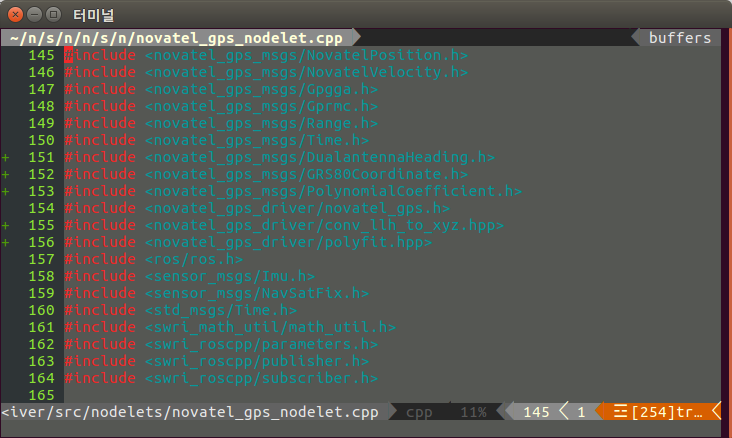 터미널
~/n/s/n/n/s/n/novatel_gps_nodelet.cpp buffers
145 #include <novatel_gps_msgs/NovatelPosition.h>
146 #include <novatel_gps_msgs/NovatelVelocity.h>
147 #include <novatel_gps_msgs/Gpgga.h>
148 #include <novatel_gps_msgs/Gprmc.h>
149 #include <novatel_gps_msgs/Range.h>
150 #include <novatel_gps_msgs/Time.h>
+ 151 #include <novatel_gps_msgs/DualantennaHeading.h>
+ 152 #include <novatel_gps_msgs/GRS80Coordinate.h>
+ 153 #include <novatel_gps_msgs/PolynomialCoefficient.h>
154 #include <novatel_gps_driver/novatel_gps.h>
+ 155 #include <novatel_gps_driver/conv_llh_to_xyz.hpp>
+ 156 #include <novatel_gps_driver/polyfit.hpp>
157 #include <ros/ros.h>
158 #include <sensor_msgs/Imu.h>
159 #include <sensor_msgs/NavSatFix.h>
160 #include <std_msgs/Time.h>
161 #include <swri_math_util/math_util.h>
162 #include <swri_roscpp/parameters.h>
163 #include <swri_roscpp/publisher.h>
164 #include <swri_roscpp/subscriber.h>
165
<iver/src/nodelets/novatel_gps_nodelet.cpp cpp 11% 145 < 1 ☲[254]tr… <